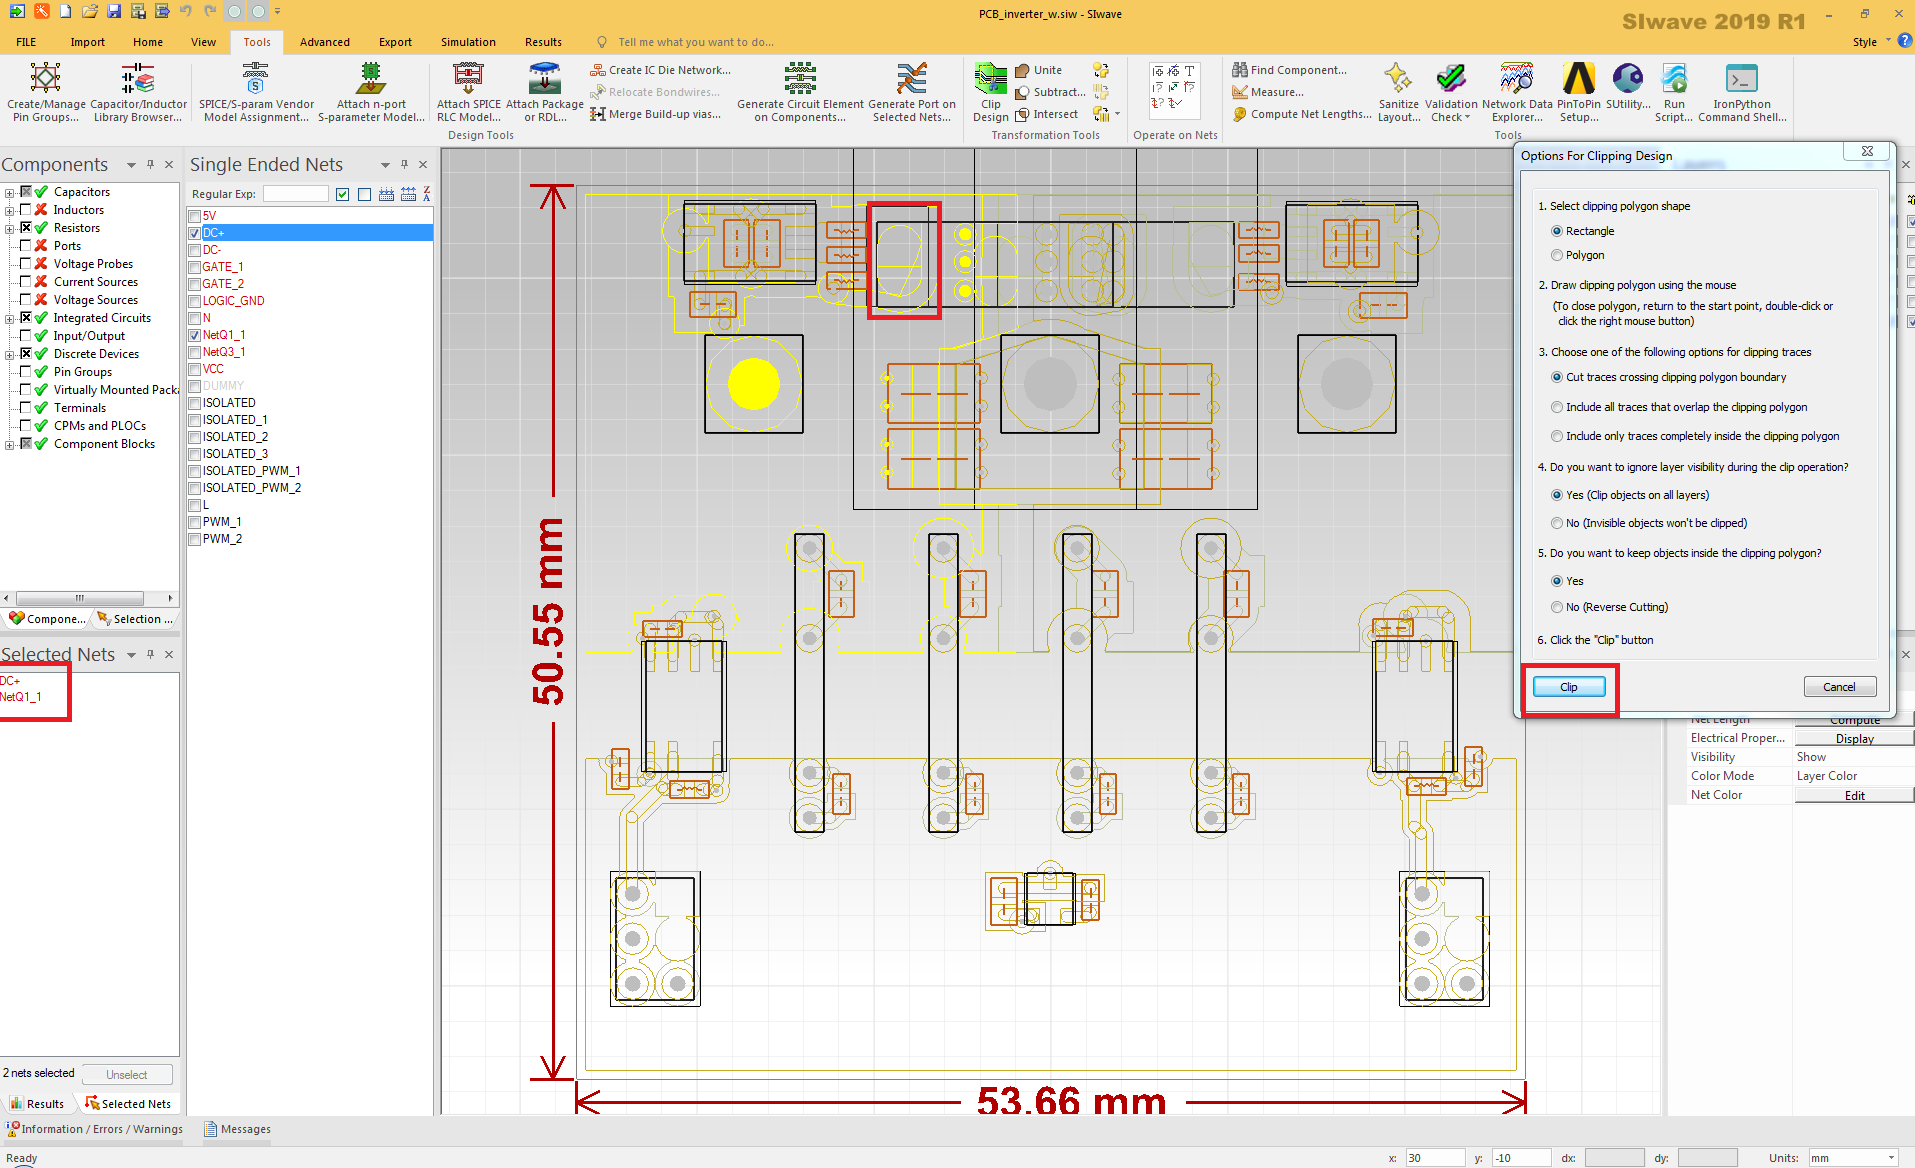 PCB_inverter_w.siw - SIwave
SIwave 2019 R1
FILE Import Home View Tools Advanced Export Simulation Results Tell me what you want to do...
Style
Create/Manage Pin Groups...
Capacitor/Inductor Library Browser...
SPICE/S-param Vendor Model Assignment...
Attach n-port S-parameter Model...
Attach SPICE RLC Model...
Attach Package or RDL...
Create IC Die Network...
Relocate Bondwires...
Merge Build-up vias...
Generate Circuit Element on Components...
Generate Port on Selected Nets...
Design Tools
Clip Design
Unite
Subtract...
Intersect
Transformation Tools
Operate on Nets
Find Component...
Measure...
Compute Net Lengths...
Sanitize Layout...
Validation Check
Network Data Explorer...
PinToPin Setup...
SUtility...
Run Script...
IronPython Command Shell...
Tools
Components
Capacitors
Inductors
Resistors
Ports
Voltage Probes
Current Sources
Voltage Sources
Integrated Circuits
Input/Output
Discrete Devices
Pin Groups
Virtually Mounted Packa
Terminals
CPMs and PLOCs
Component Blocks
Compone...
Selection ...
Single Ended Nets
Regular Exp:
5V
DC+
DC-
GATE_1
GATE_2
LOGIC_GND
N
NetQ1_1
NetQ3_1
VCC
DUMMY
ISOLATED
ISOLATED_1
ISOLATED_2
ISOLATED_3
ISOLATED_PWM_1
ISOLATED_PWM_2
L
PWM_1
PWM_2
Selected Nets
DC+
NetQ1_1
2 nets selected
Unselect
Results
Selected Nets
50.55 mm
53.66 mm
Options For Clipping Design
1. Select clipping polygon shape
Rectangle
Polygon
2. Draw clipping polygon using the mouse
(To close polygon, return to the start point, double-click or
click the right mouse button)
3. Choose one of the following options for clipping traces
Cut traces crossing clipping polygon boundary
Include all traces that overlap the clipping polygon
Include only traces completely inside the clipping polygon
4. Do you want to ignore layer visibility during the clip operation?
Yes (Clip objects on all layers)
No (Invisible objects won't be clipped)
5. Do you want to keep objects inside the clipping polygon?
Yes
No (Reverse Cutting)
6. Click the "Clip" button
Clip
Cancel
Net Length Compute
Electrical Proper... Display
Visibility Show
Color Mode Layer Color
Net Color Edit
Information / Errors / Warnings
Messages
Ready
x: 30 y: -10 dx: dy: Units: mm